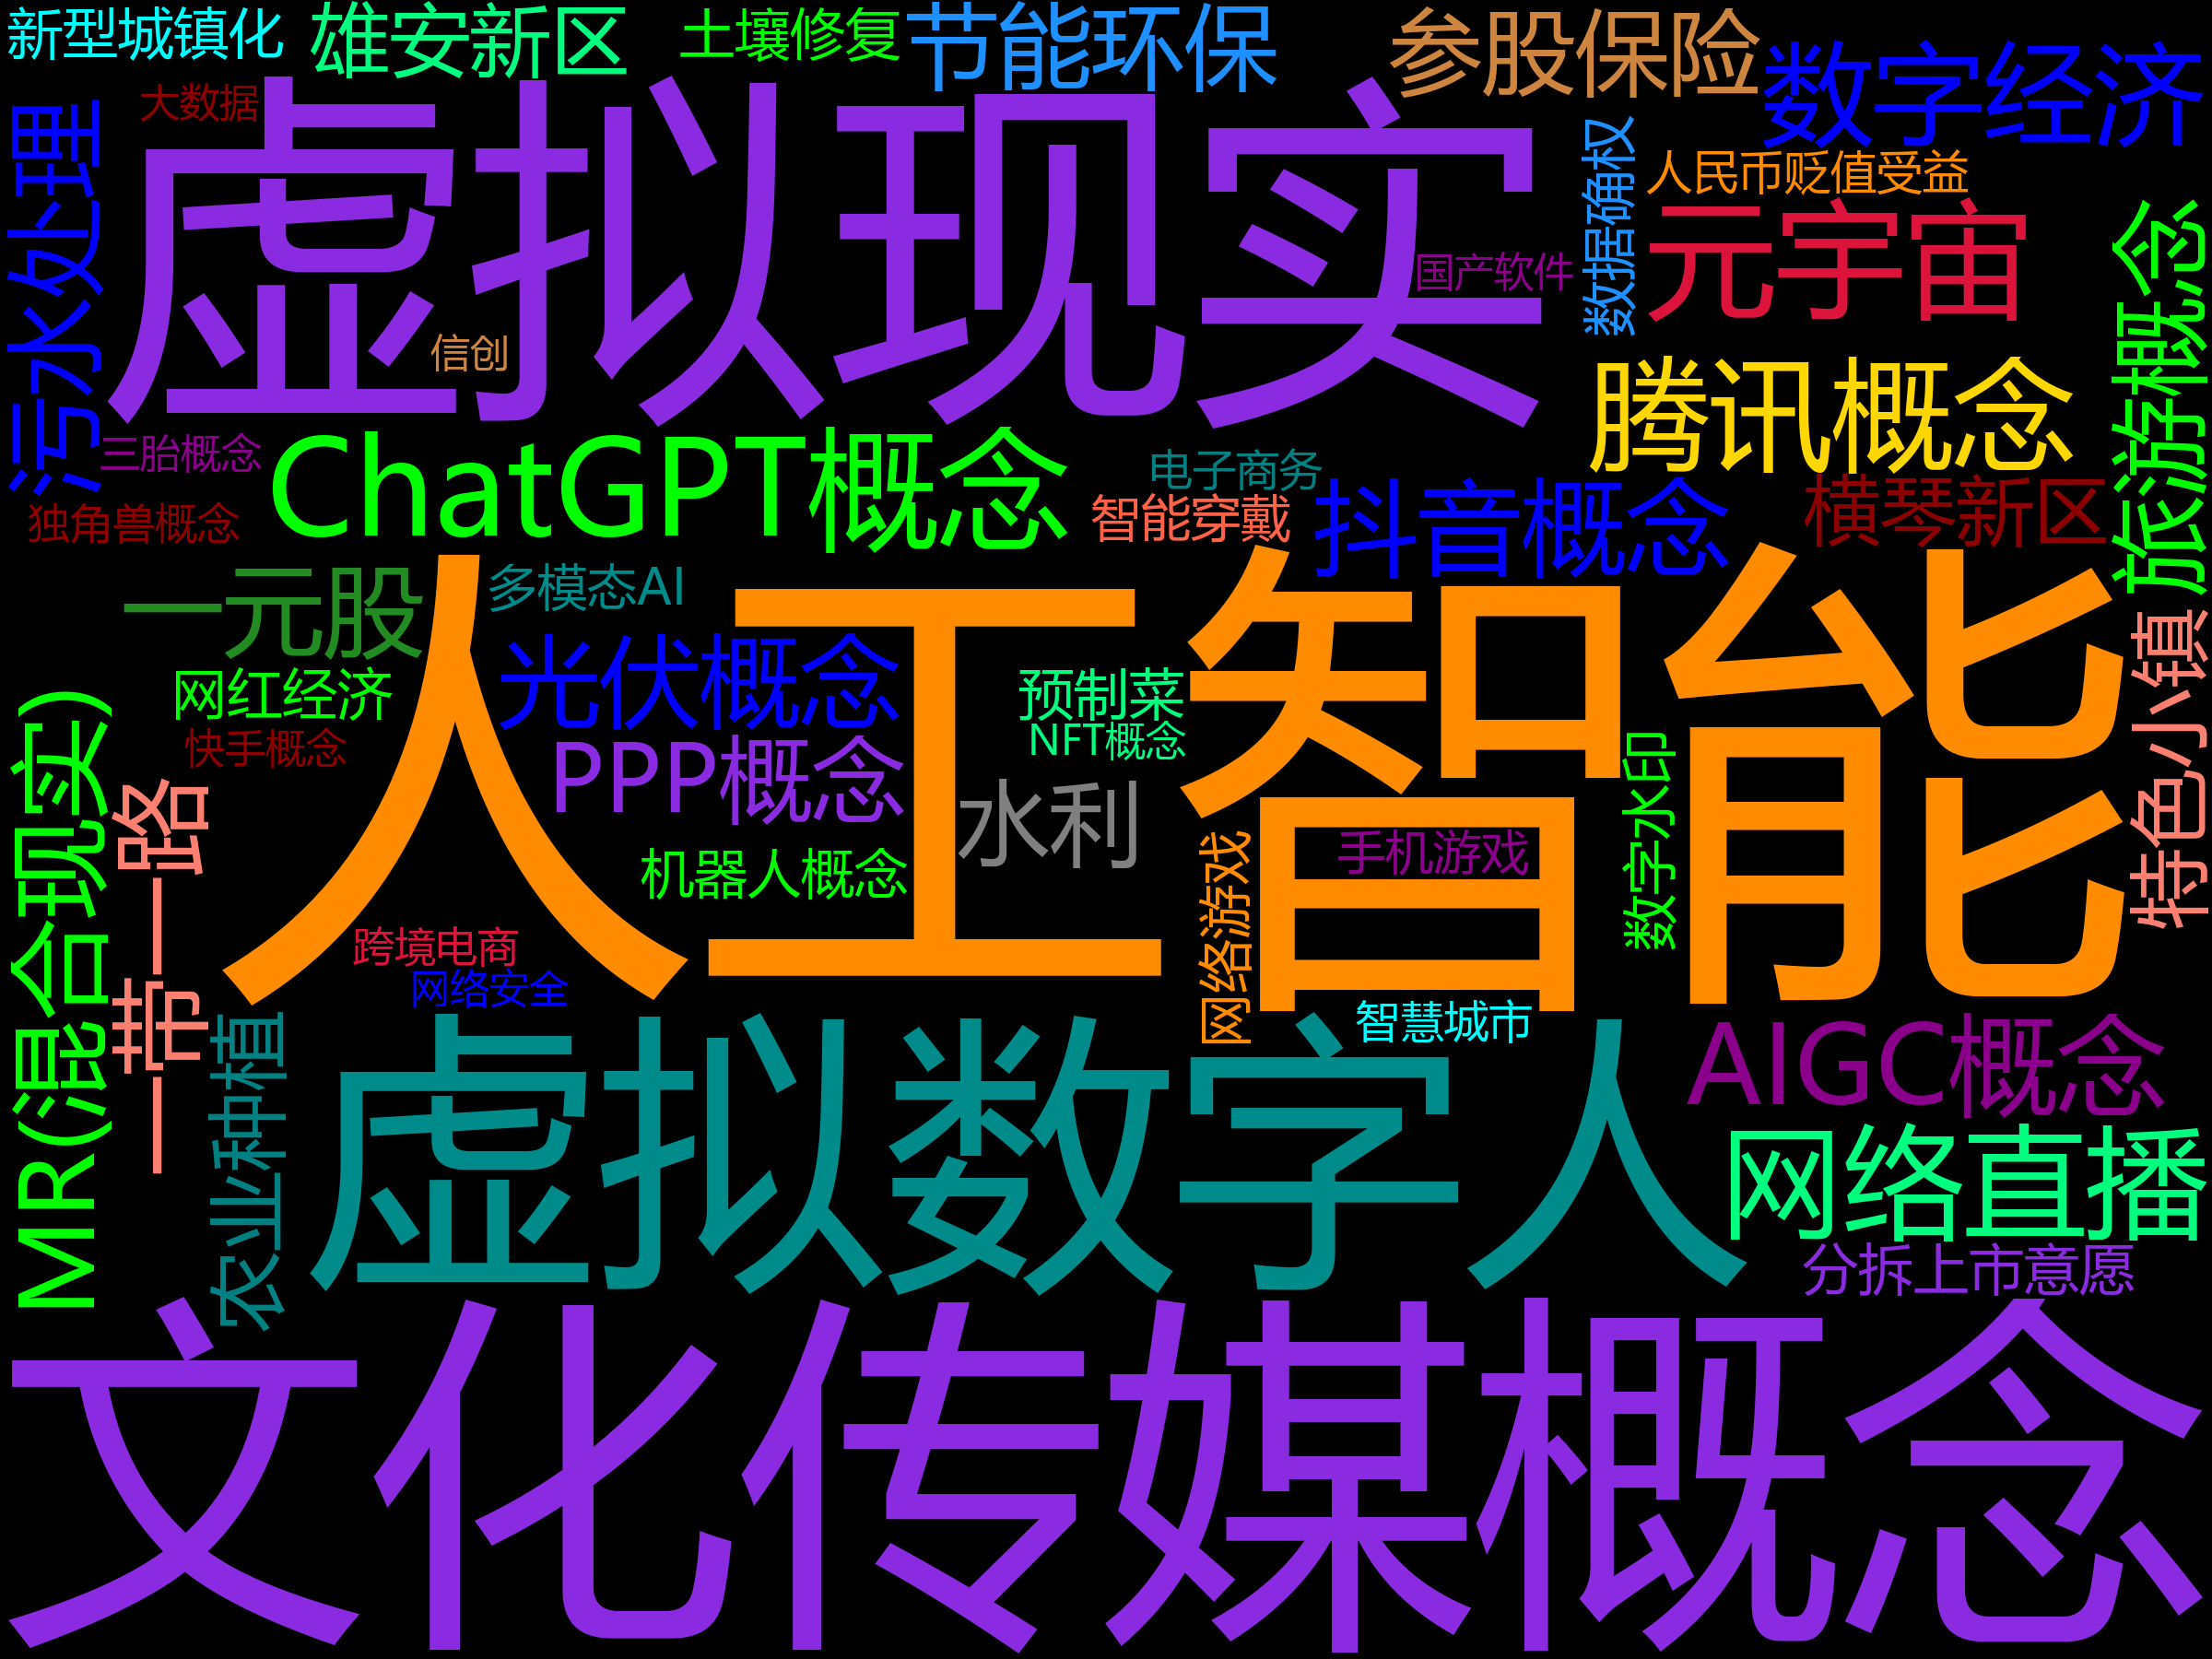 新型城镇化
雄安新区
土壤修复
节能环保
参股保险
数字经济
大数据
污水处理
虚拟现实
数据确权
人民币贬值受益
元宇宙
国产软件
旅游概念
信创
腾讯概念
三胎概念
ChatGPT概念
电子商务
抖音概念
横琴新区
独角兽概念
智能穿戴
人工智能
一元股
多模态AI
光伏概念
网红经济
预制菜
特色小镇
快手概念
PPP概念
NFT概念
数字水印
MR(混合现实)
一带一路
水利
手机游戏
机器人概念
网络游戏
跨境电商
网络安全
智慧城市
AIGC概念
农业种植
虚拟数字人
网络直播
分拆上市意愿
文化传媒概念